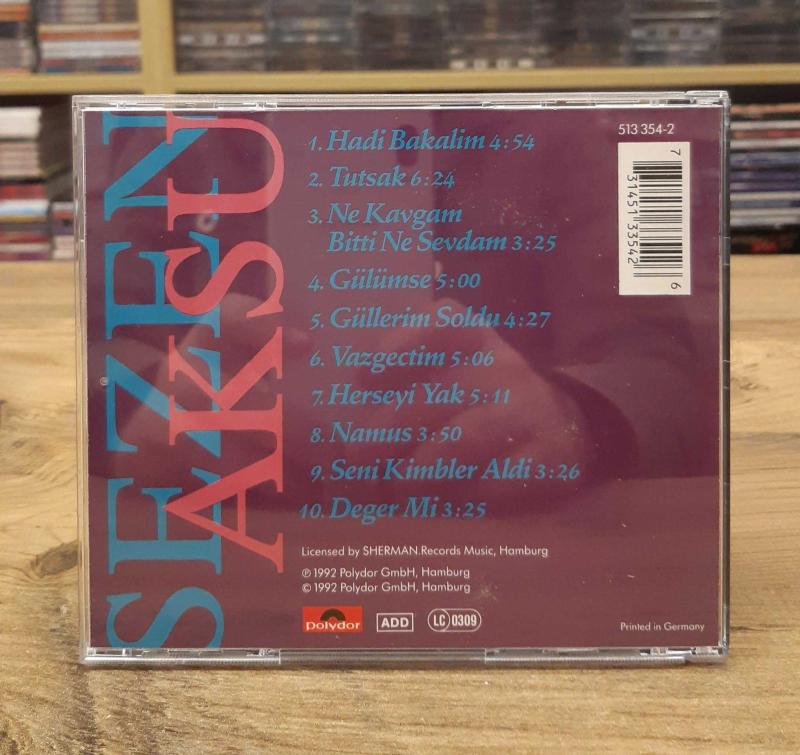 SEZEN
AKSU
1. Hadi Bakalim 4:54
2. Tutsak 6:24
3. Ne Kavgam
Bitti Ne Sevdam 3:25
4. Gülümse 5:00
5. Güllerim Soldu 4:27
6. Vazgectim 5:06
7. Herseyi Yak 5:11
8. Namus 3:50
9. Seni Kimbler Aldi 3:26
10. Deger Mi 3:25
513 354-2
7 31451 33542 6
Licensed by SHERMAN.Records Music, Hamburg
℗ 1992 Polydor GmbH, Hamburg
© 1992 Polydor GmbH, Hamburg
polydor ADD LC 0309
Printed in Germany